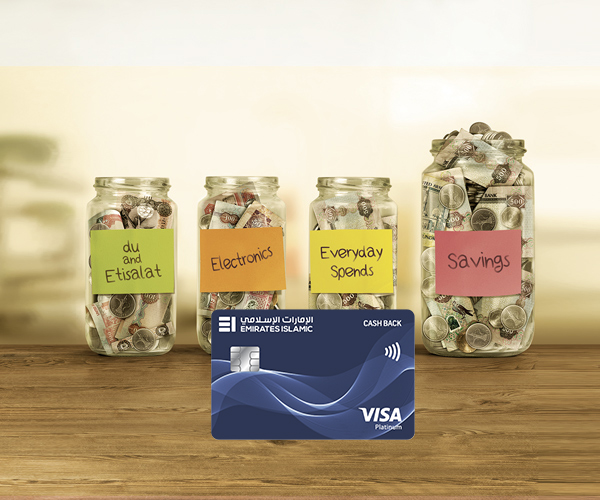 du
and
Etisalat
Electronics
Everyday
Spends
Savings
الإمارات الإسلامي
EMIRATES ISLAMIC
CASH BACK
VISA
Platinum